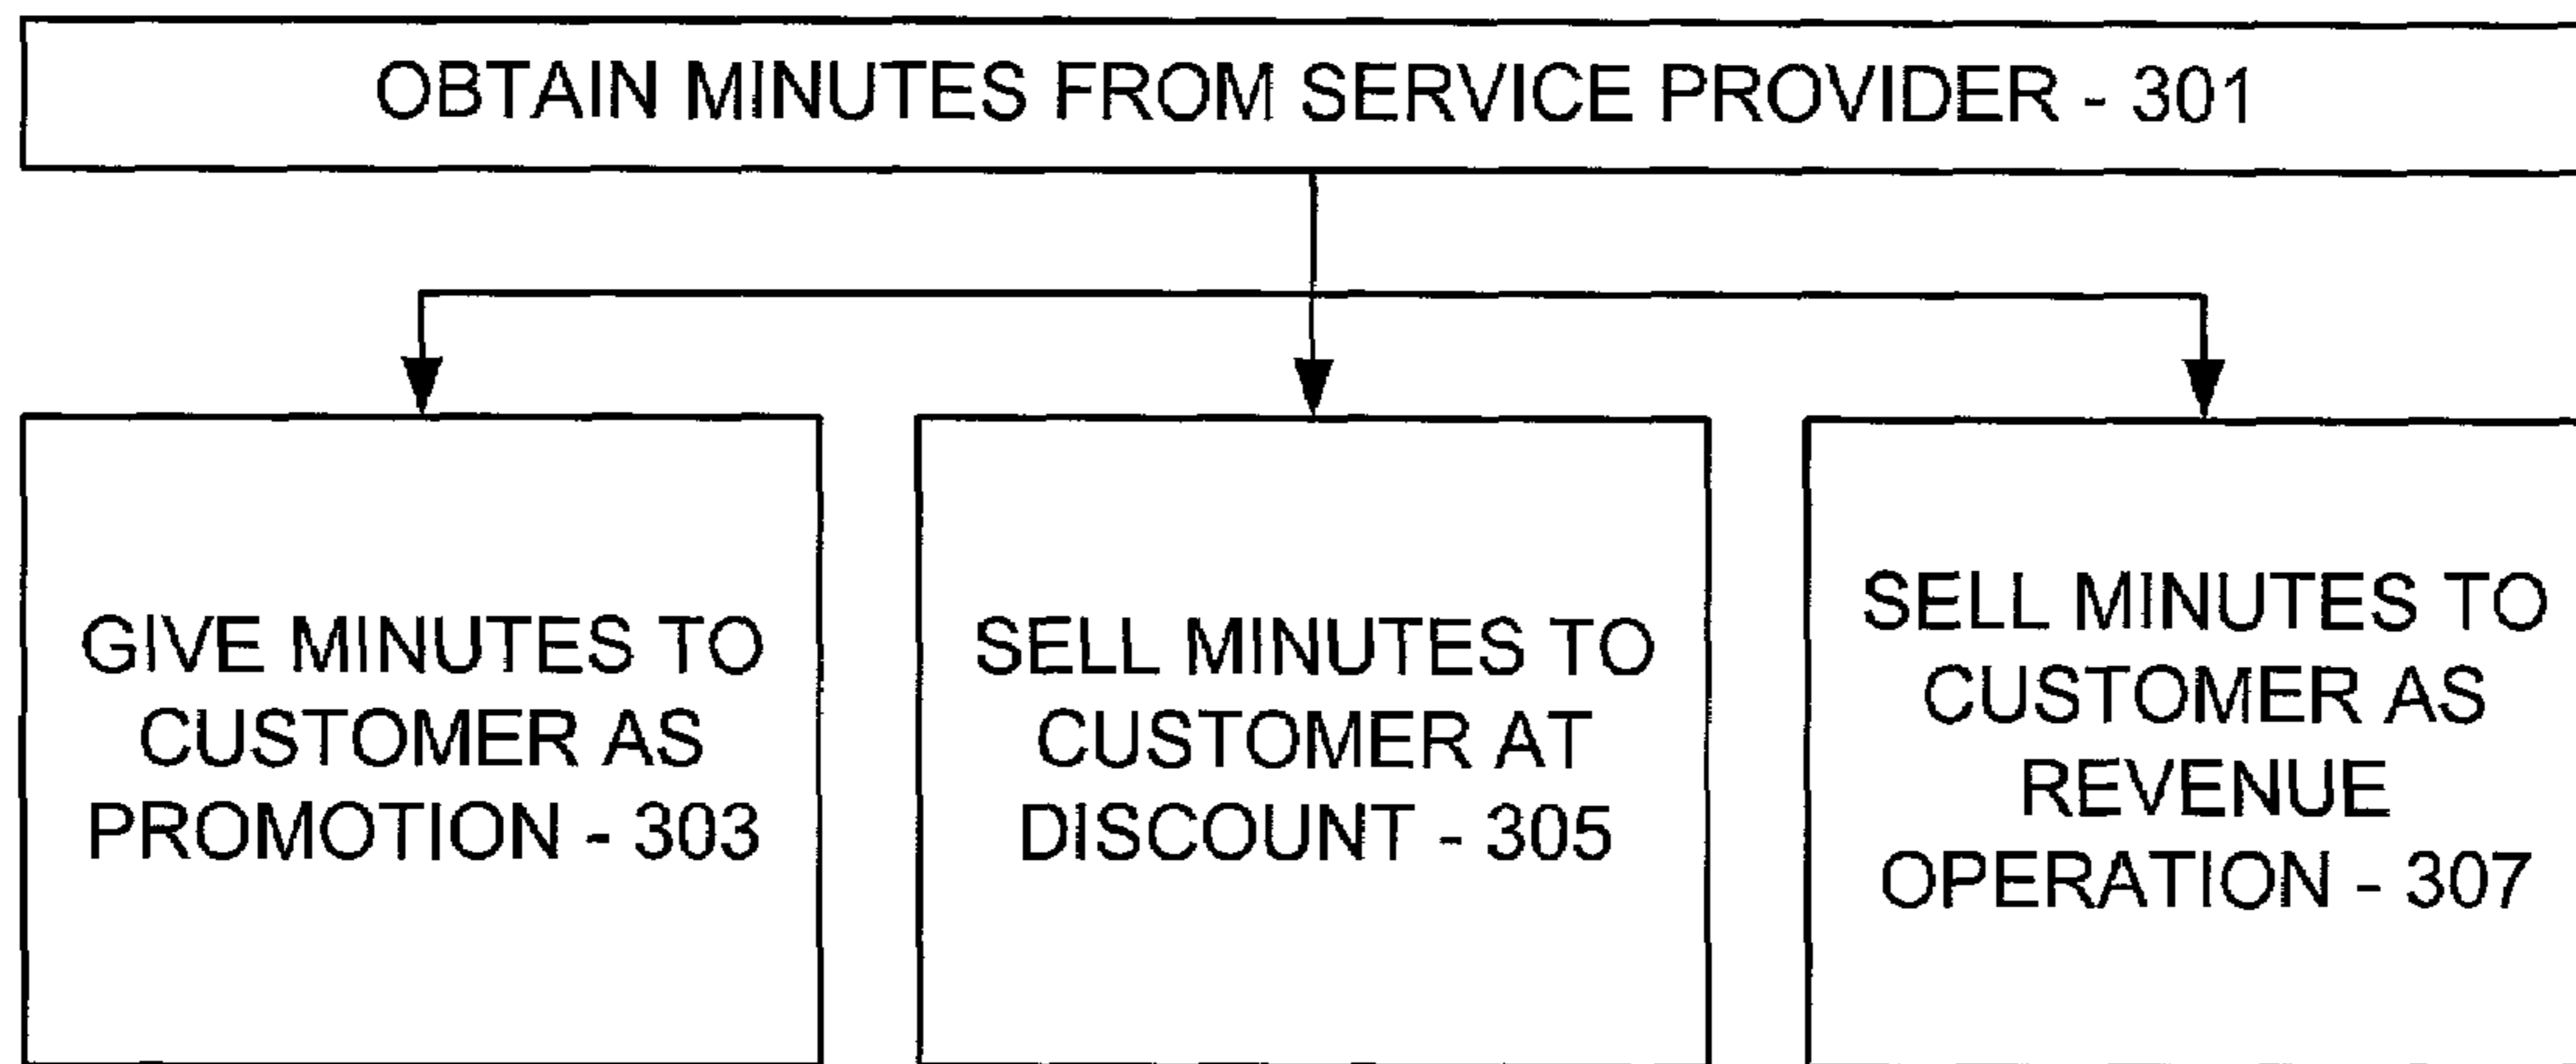 OBTAIN MINUTES FROM SERVICE PROVIDER - 301
GIVE MINUTES TO
CUSTOMER AS
PROMOTION - 303
SELL MINUTES TO
CUSTOMER AT
DISCOUNT - 305
SELL MINUTES TO
CUSTOMER AS
REVENUE
OPERATION - 307